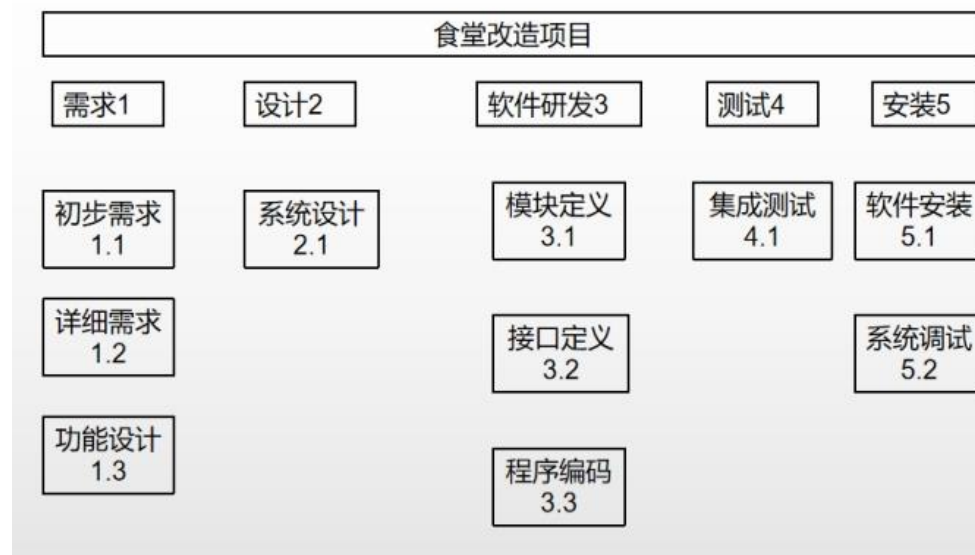 食堂改造项目
需求1
设计2
软件研发3
测试4
安装5
初步需求
1.1
系统设计
2.1
模块定义
3.1
集成测试
4.1
软件安装
5.1
详细需求
1.2
接口定义
3.2
系统调试
5.2
功能设计
1.3
程序编码
3.3